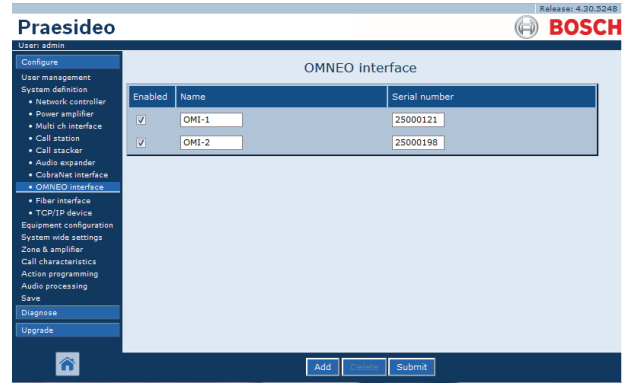 Release: 4.30.5248
Praesideo
BOSCH
User: admin
Configure
User management
System definition
• Network controller
• Power amplifier
• Multi ch interface
• Call station
• Call stacker
• Audio expander
• CobraNet interface
• OMNEO interface
• Fiber interface
• TCP/IP device
Equipment configuration
System wide settings
Zone & amplifier
Call characteristics
Action programming
Audio processing
Save
Diagnose
Upgrade
OMNEO interface
Enabled Name Serial number
OMI-1 25000121
OMI-2 25000198
Add Delete Submit